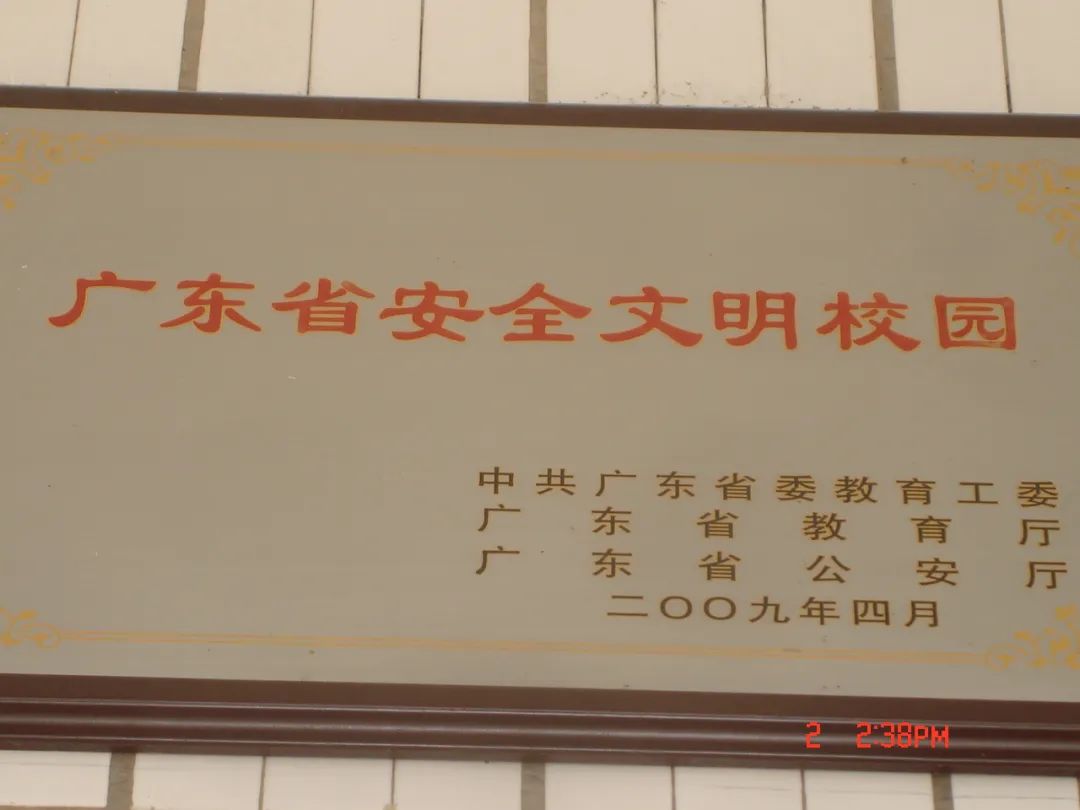 广东省安全文明校园
中共广东省委教育工委
广东省教育厅
广东省公安厅
二〇〇九年四月
2 2:38PM